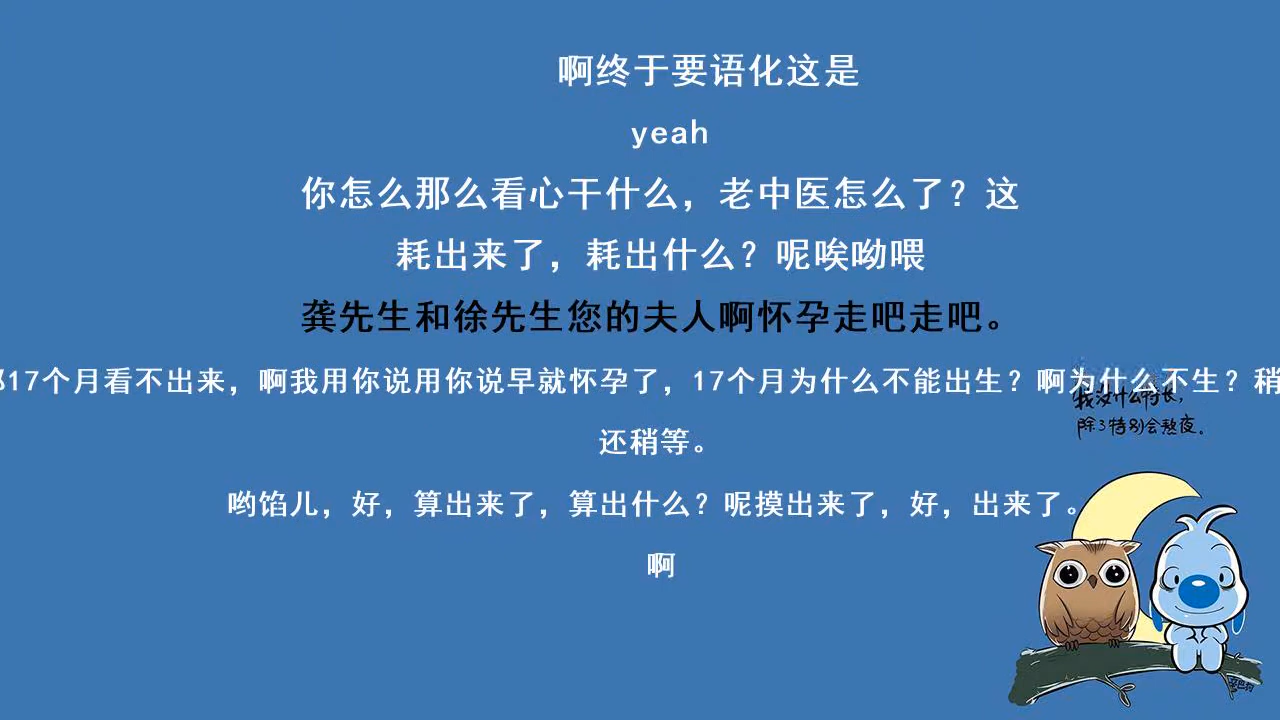 啊终于要语化这是
yeah
你怎么那么看心干什么，老中医怎么了？这
耗出来了，耗出什么？呢唉呦喂
龚先生和徐先生您的夫人啊怀孕走吧走吧。
17个月看不出来，啊我用你说用你说早就怀孕了，17个月为什么不能出生？啊为什么不生？稍
我没什么特长，
除了特别会熬夜。
还稍等。
哟馅儿，好，算出来了，算出什么？呢摸出来了，好，出来了。
啊